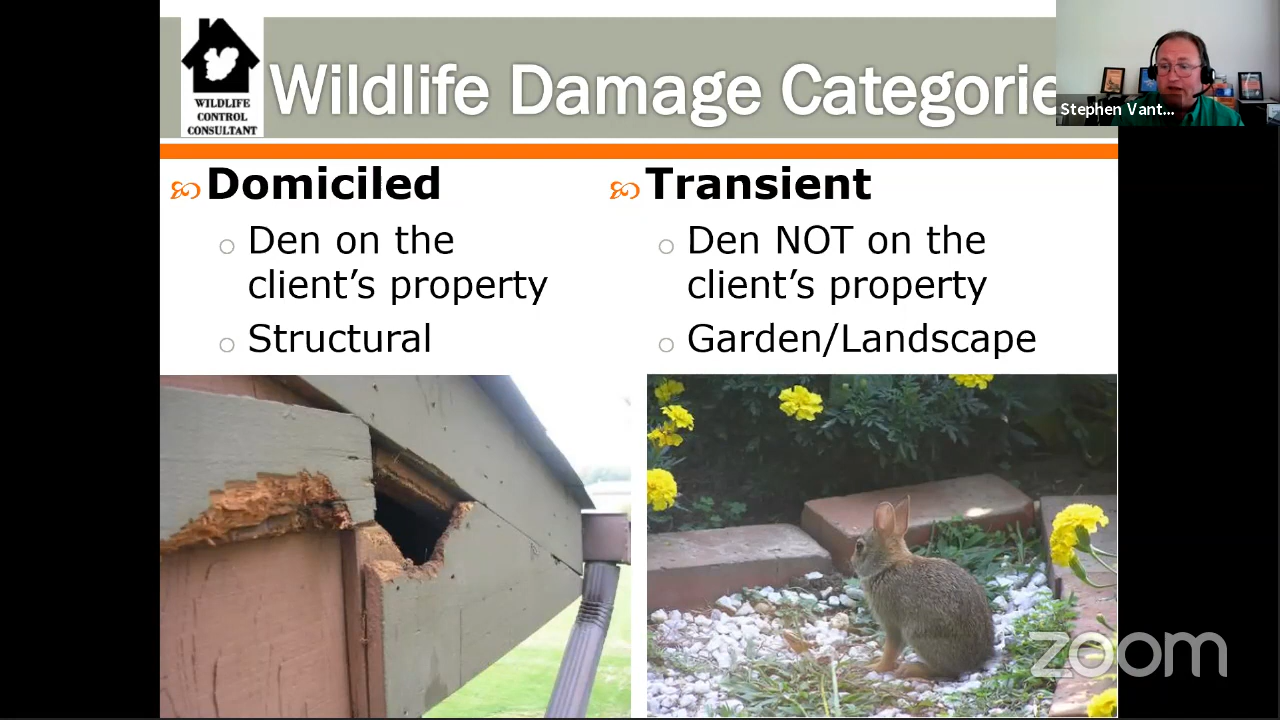 WILDLIFE
CONTROL
CONSULTANT
Wildlife Damage Categorie
Stephen Vant...
Domiciled
Den on the
client's property
Structural
Transient
Den NOT on the
client's property
Garden/Landscape
zoom